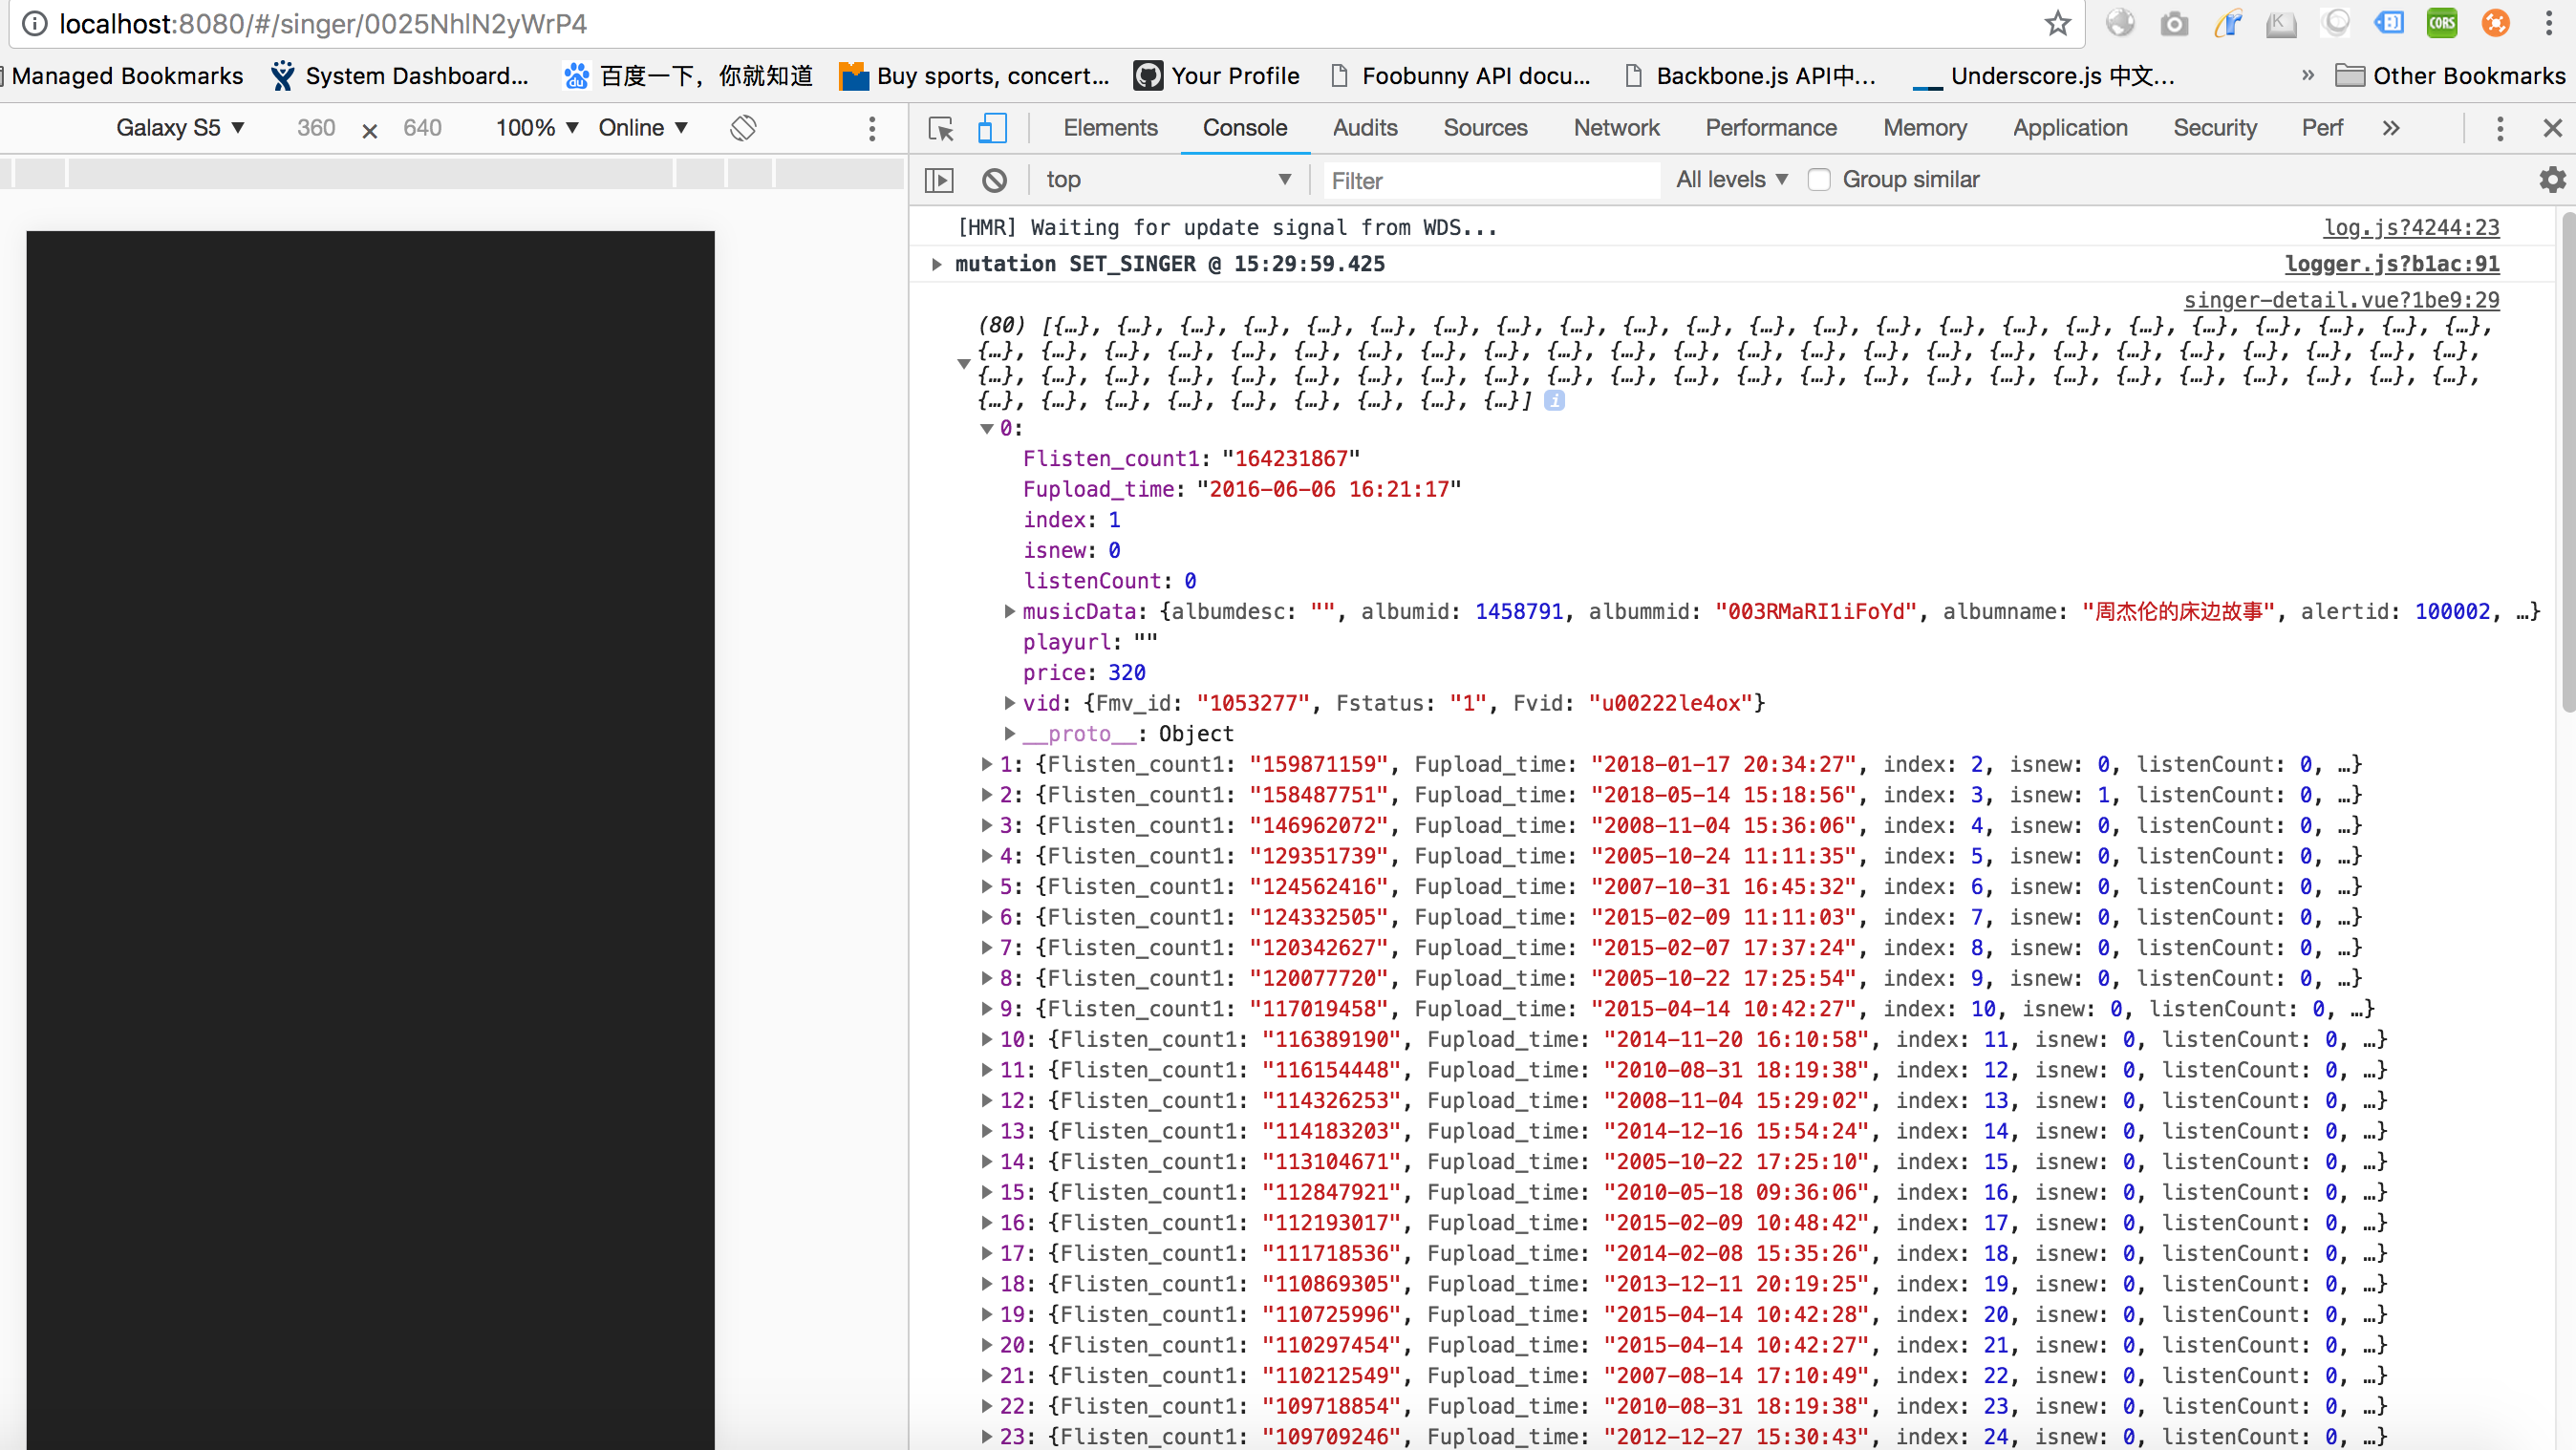 localhost:8080/#/singer/0025NhlN2yWrP4
Managed Bookmarks System Dashboard... 百度一下，你就知道 Buy sports, concert... Your Profile Foobunny API docu... Backbone.js API中... Underscore.js 中文... » Other Bookmarks
Galaxy S5 ▼ 360 × 640 100% ▼ Online ▼
Elements Console Audits Sources Network Performance Memory Application Security Perf »
top ▼ Filter All levels ▼ Group similar
[HMR] Waiting for update signal from WDS... log.js?4244:23
mutation SET_SINGER @ 15:29:59.425 logger.js?b1ac:91
singer-detail.vue?1be9:29
(80) [{…}, {…}, {…}, {…}, {…}, {…}, {…}, {…}, {…}, {…}, {…}, {…}, {…}, {…}, {…}, {…}, {…}, {…}, {…}, {…}, {…}, {…}, {…},
{…}, {…}, {…}, {…}, {…}, {…}, {…}, {…}, {…}, {…}, {…}, {…}, {…}, {…}, {…}, {…}, {…}, {…}, {…}, {…}, {…}, {…}, {…}, {…},
{…}, {…}, {…}, {…}, {…}, {…}, {…}, {…}, {…}, {…}, {…}, {…}, {…}, {…}, {…}, {…}, {…}, {…}, {…}, {…}, {…}, {…}, {…}, {…},
{…}, {…}, {…}, {…}, {…}, {…}, {…}, {…}, {…}] i
0:
Flisten_count1: "164231867"
Fupload_time: "2016-06-06 16:21:17"
index: 1
isnew: 0
listenCount: 0
musicData: {albumdesc: "", albumid: 1458791, albummid: "003RMaRI1iFoYd", albumname: "周杰伦的床边故事", alertid: 100002, …}
playurl: ""
price: 320
vid: {Fmv_id: "1053277", Fstatus: "1", Fvid: "u00222le4ox"}
__proto__: Object
1: {Flisten_count1: "159871159", Fupload_time: "2018-01-17 20:34:27", index: 2, isnew: 0, listenCount: 0, …}
2: {Flisten_count1: "158487751", Fupload_time: "2018-05-14 15:18:56", index: 3, isnew: 1, listenCount: 0, …}
3: {Flisten_count1: "146962072", Fupload_time: "2008-11-04 15:36:06", index: 4, isnew: 0, listenCount: 0, …}
4: {Flisten_count1: "129351739", Fupload_time: "2005-10-24 11:11:35", index: 5, isnew: 0, listenCount: 0, …}
5: {Flisten_count1: "124562416", Fupload_time: "2007-10-31 16:45:32", index: 6, isnew: 0, listenCount: 0, …}
6: {Flisten_count1: "124332505", Fupload_time: "2015-02-09 11:11:03", index: 7, isnew: 0, listenCount: 0, …}
7: {Flisten_count1: "120342627", Fupload_time: "2015-02-07 17:37:24", index: 8, isnew: 0, listenCount: 0, …}
8: {Flisten_count1: "120077720", Fupload_time: "2005-10-22 17:25:54", index: 9, isnew: 0, listenCount: 0, …}
9: {Flisten_count1: "117019458", Fupload_time: "2015-04-14 10:42:27", index: 10, isnew: 0, listenCount: 0, …}
10: {Flisten_count1: "116389190", Fupload_time: "2014-11-20 16:10:58", index: 11, isnew: 0, listenCount: 0, …}
11: {Flisten_count1: "116154448", Fupload_time: "2010-08-31 18:19:38", index: 12, isnew: 0, listenCount: 0, …}
12: {Flisten_count1: "114326253", Fupload_time: "2008-11-04 15:29:02", index: 13, isnew: 0, listenCount: 0, …}
13: {Flisten_count1: "114183203", Fupload_time: "2014-12-16 15:54:24", index: 14, isnew: 0, listenCount: 0, …}
14: {Flisten_count1: "113104671", Fupload_time: "2005-10-22 17:25:10", index: 15, isnew: 0, listenCount: 0, …}
15: {Flisten_count1: "112847921", Fupload_time: "2010-05-18 09:36:06", index: 16, isnew: 0, listenCount: 0, …}
16: {Flisten_count1: "112193017", Fupload_time: "2015-02-09 10:48:42", index: 17, isnew: 0, listenCount: 0, …}
17: {Flisten_count1: "111718536", Fupload_time: "2014-02-08 15:35:26", index: 18, isnew: 0, listenCount: 0, …}
18: {Flisten_count1: "110869305", Fupload_time: "2013-12-11 20:19:25", index: 19, isnew: 0, listenCount: 0, …}
19: {Flisten_count1: "110725996", Fupload_time: "2015-04-14 10:42:28", index: 20, isnew: 0, listenCount: 0, …}
20: {Flisten_count1: "110297454", Fupload_time: "2015-04-14 10:42:27", index: 21, isnew: 0, listenCount: 0, …}
21: {Flisten_count1: "110212549", Fupload_time: "2007-08-14 17:10:49", index: 22, isnew: 0, listenCount: 0, …}
22: {Flisten_count1: "109718854", Fupload_time: "2010-08-31 18:19:38", index: 23, isnew: 0, listenCount: 0, …}
23: {Flisten_count1: "109709246", Fupload_time: "2012-12-27 15:30:43", index: 24, isnew: 0, listenCount: 0, …}